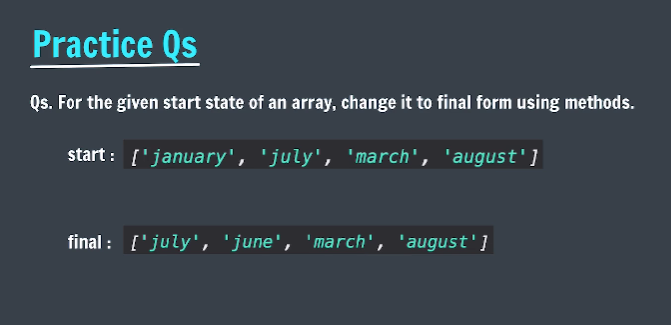 Practice Qs
Qs. For the given start state of an array, change it to final form using methods.
start : ['january', 'july', 'march', 'august']
final : ['july', 'june', 'march', 'august']